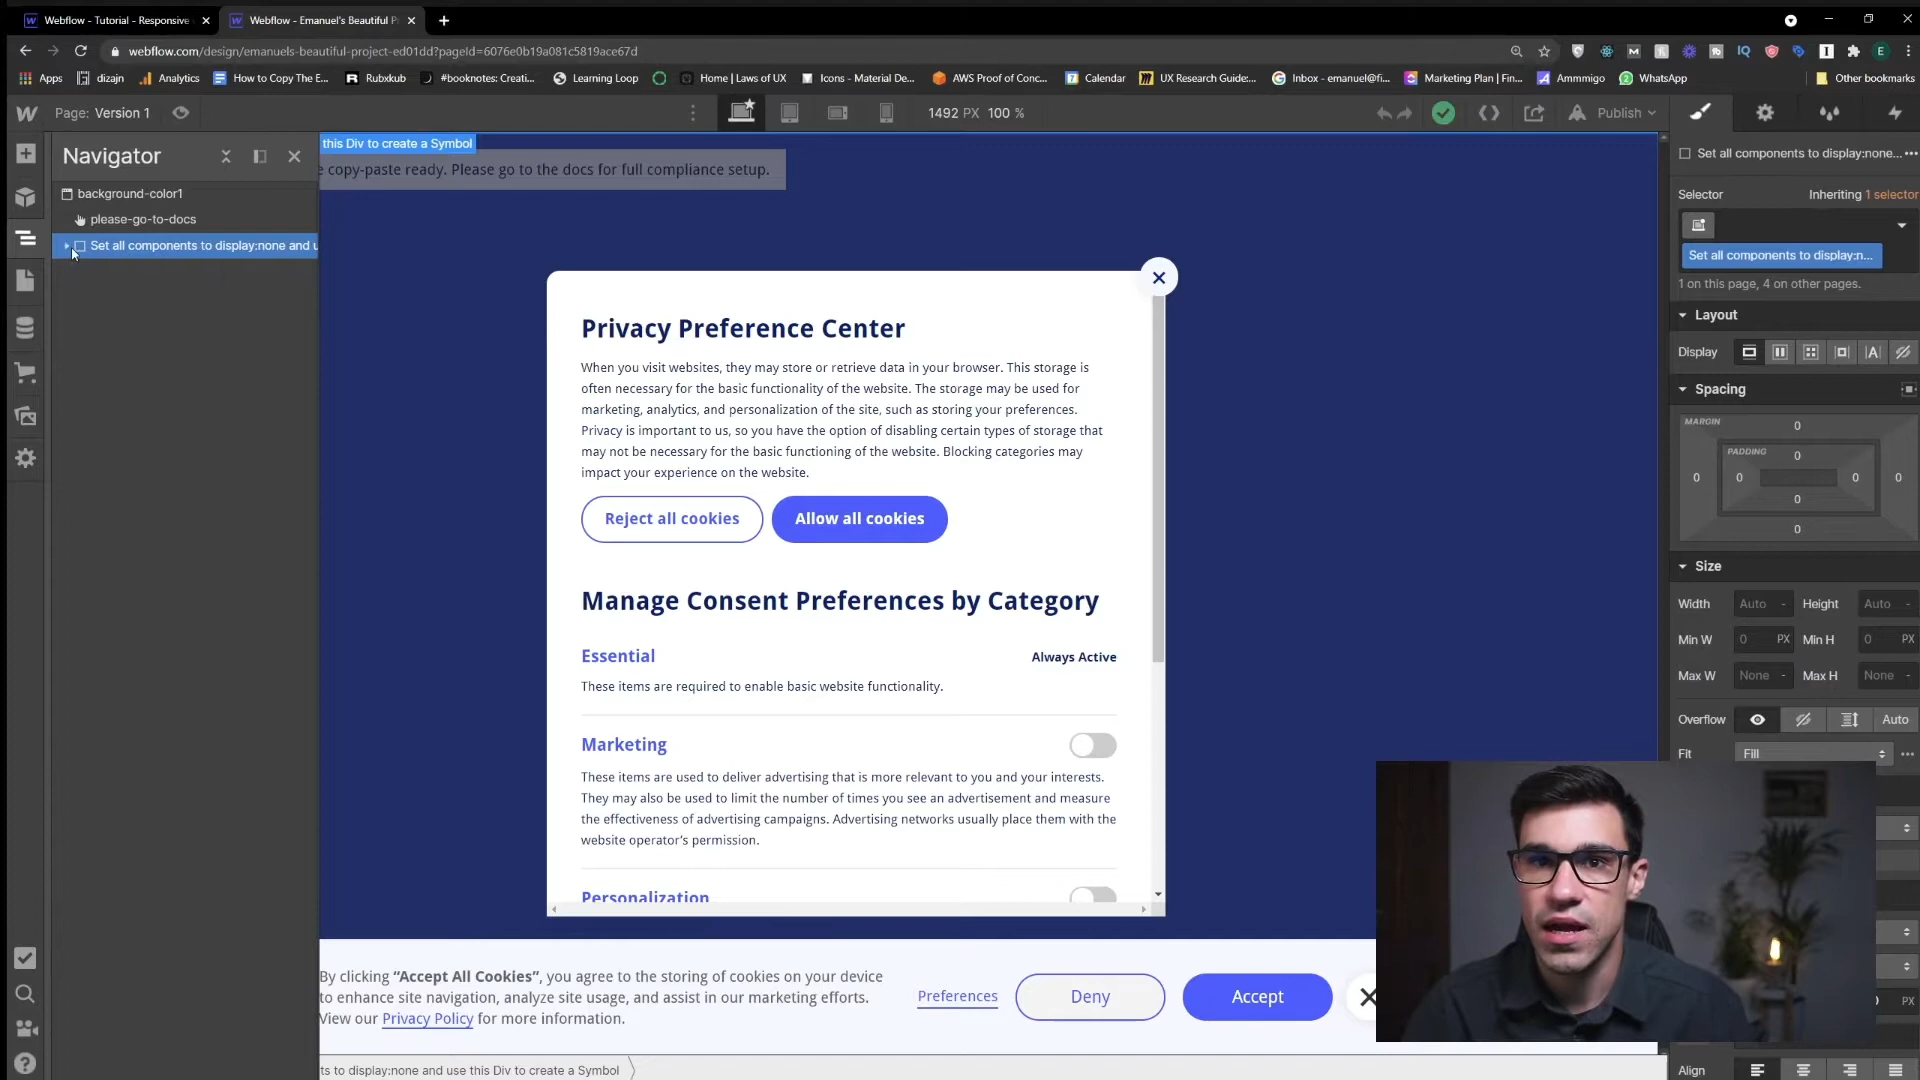 Webflow - Tutorial - Responsive
Webflow - Emanuel's Beautiful P
webflow.com/design/emanuels-beautiful-project-ed01dd?pageId=6076e0b19a081c5819ace67d
E
Apps
dizajn
Analytics
How to Copy The E...
Rubxkub
#booknotes: Creati...
Learning Loop
Home | Laws of UX
Icons - Material De...
AWS Proof of Conc...
Calendar
UX Research Guide:...
Inbox - emanuel@fi...
Marketing Plan | Fin...
Ammmigo
WhatsApp
Other bookmarks
Page: Version 1
1492 PX 100 %
Publish
Navigator
background-color1
please-go-to-docs
Set all components to display:none and u
this Div to create a Symbol
copy-paste ready. Please go to the docs for full compliance setup.
Privacy Preference Center
When you visit websites, they may store or retrieve data in your browser. This storage is
often necessary for the basic functionality of the website. The storage may be used for
marketing, analytics, and personalization of the site, such as storing your preferences.
Privacy is important to us, so you have the option of disabling certain types of storage that
may not be necessary for the basic functioning of the website. Blocking categories may
impact your experience on the website.
Reject all cookies
Allow all cookies
Manage Consent Preferences by Category
Essential
Always Active
These items are required to enable basic website functionality.
Marketing
These items are used to deliver advertising that is more relevant to you and your interests.
They may also be used to limit the number of times you see an advertisement and measure
the effectiveness of advertising campaigns. Advertising networks usually place them with the
website operator's permission.
Personalization
By clicking “Accept All Cookies”, you agree to the storing of cookies on your device
to enhance site navigation, analyze site usage, and assist in our marketing efforts.
View our Privacy Policy for more information.
Preferences
Deny
Accept
ts to display:none and use this Div to create a Symbol
Set all components to display:none...
Selector
Inheriting 1 selector
Set all components to display:n...
1 on this page, 4 on other pages.
Layout
Display
Spacing
MARGIN
0
PADDING
0
0 0 0 0
0
0
Size
Width Auto - Height Auto -
Min W 0 PX Min H 0 PX
Max W None - Max H None -
Overflow Auto
Fit Fill
PX
Align